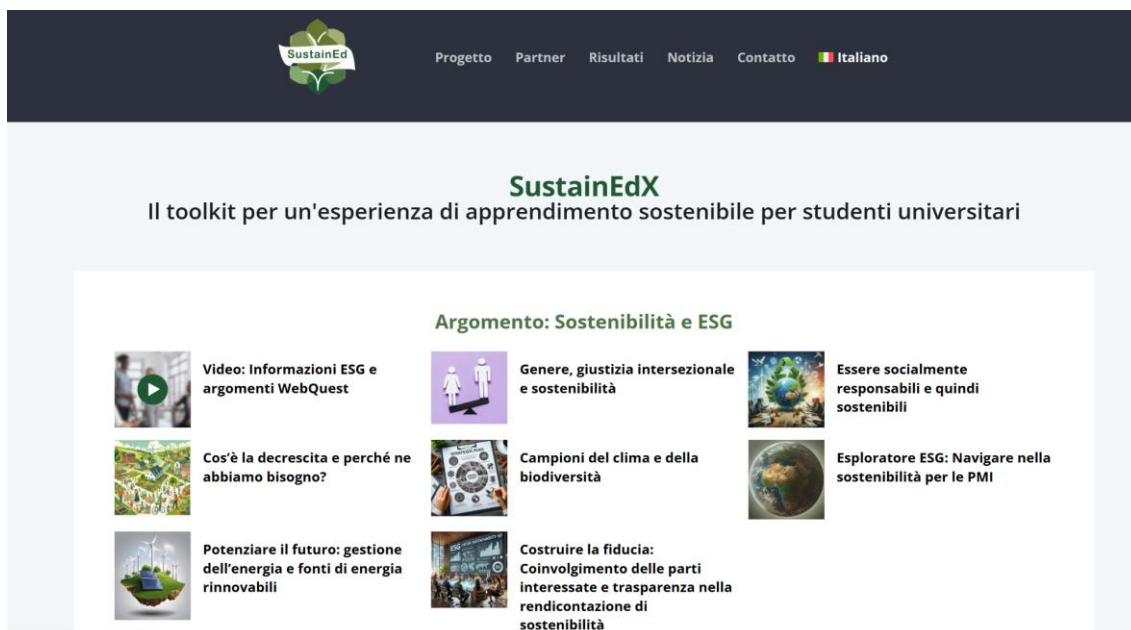 SustainEd
Progetto Partner Risultati Notizia Contatto Italiano
SustainEdX
Il toolkit per un'esperienza di apprendimento sostenibile per studenti universitari
Argomento: Sostenibilità e ESG
Video: Informazioni ESG e
argomenti WebQuest
Genere, giustizia intersezionale
e sostenibilità
Essere socialmente
responsabili e quindi
sostenibili
Cos’è la decrescita e perché ne
abbiamo bisogno?
Campioni del clima e della
biodiversità
Esploratore ESG: Navigare nella
sostenibilità per le PMI
Potenziare il futuro: gestione
dell’energia e fonti di energia
rinnovabili
Costruire la fiducia:
Coinvolgimento delle parti
interessate e trasparenza nella
rendicontazione di
sostenibilità